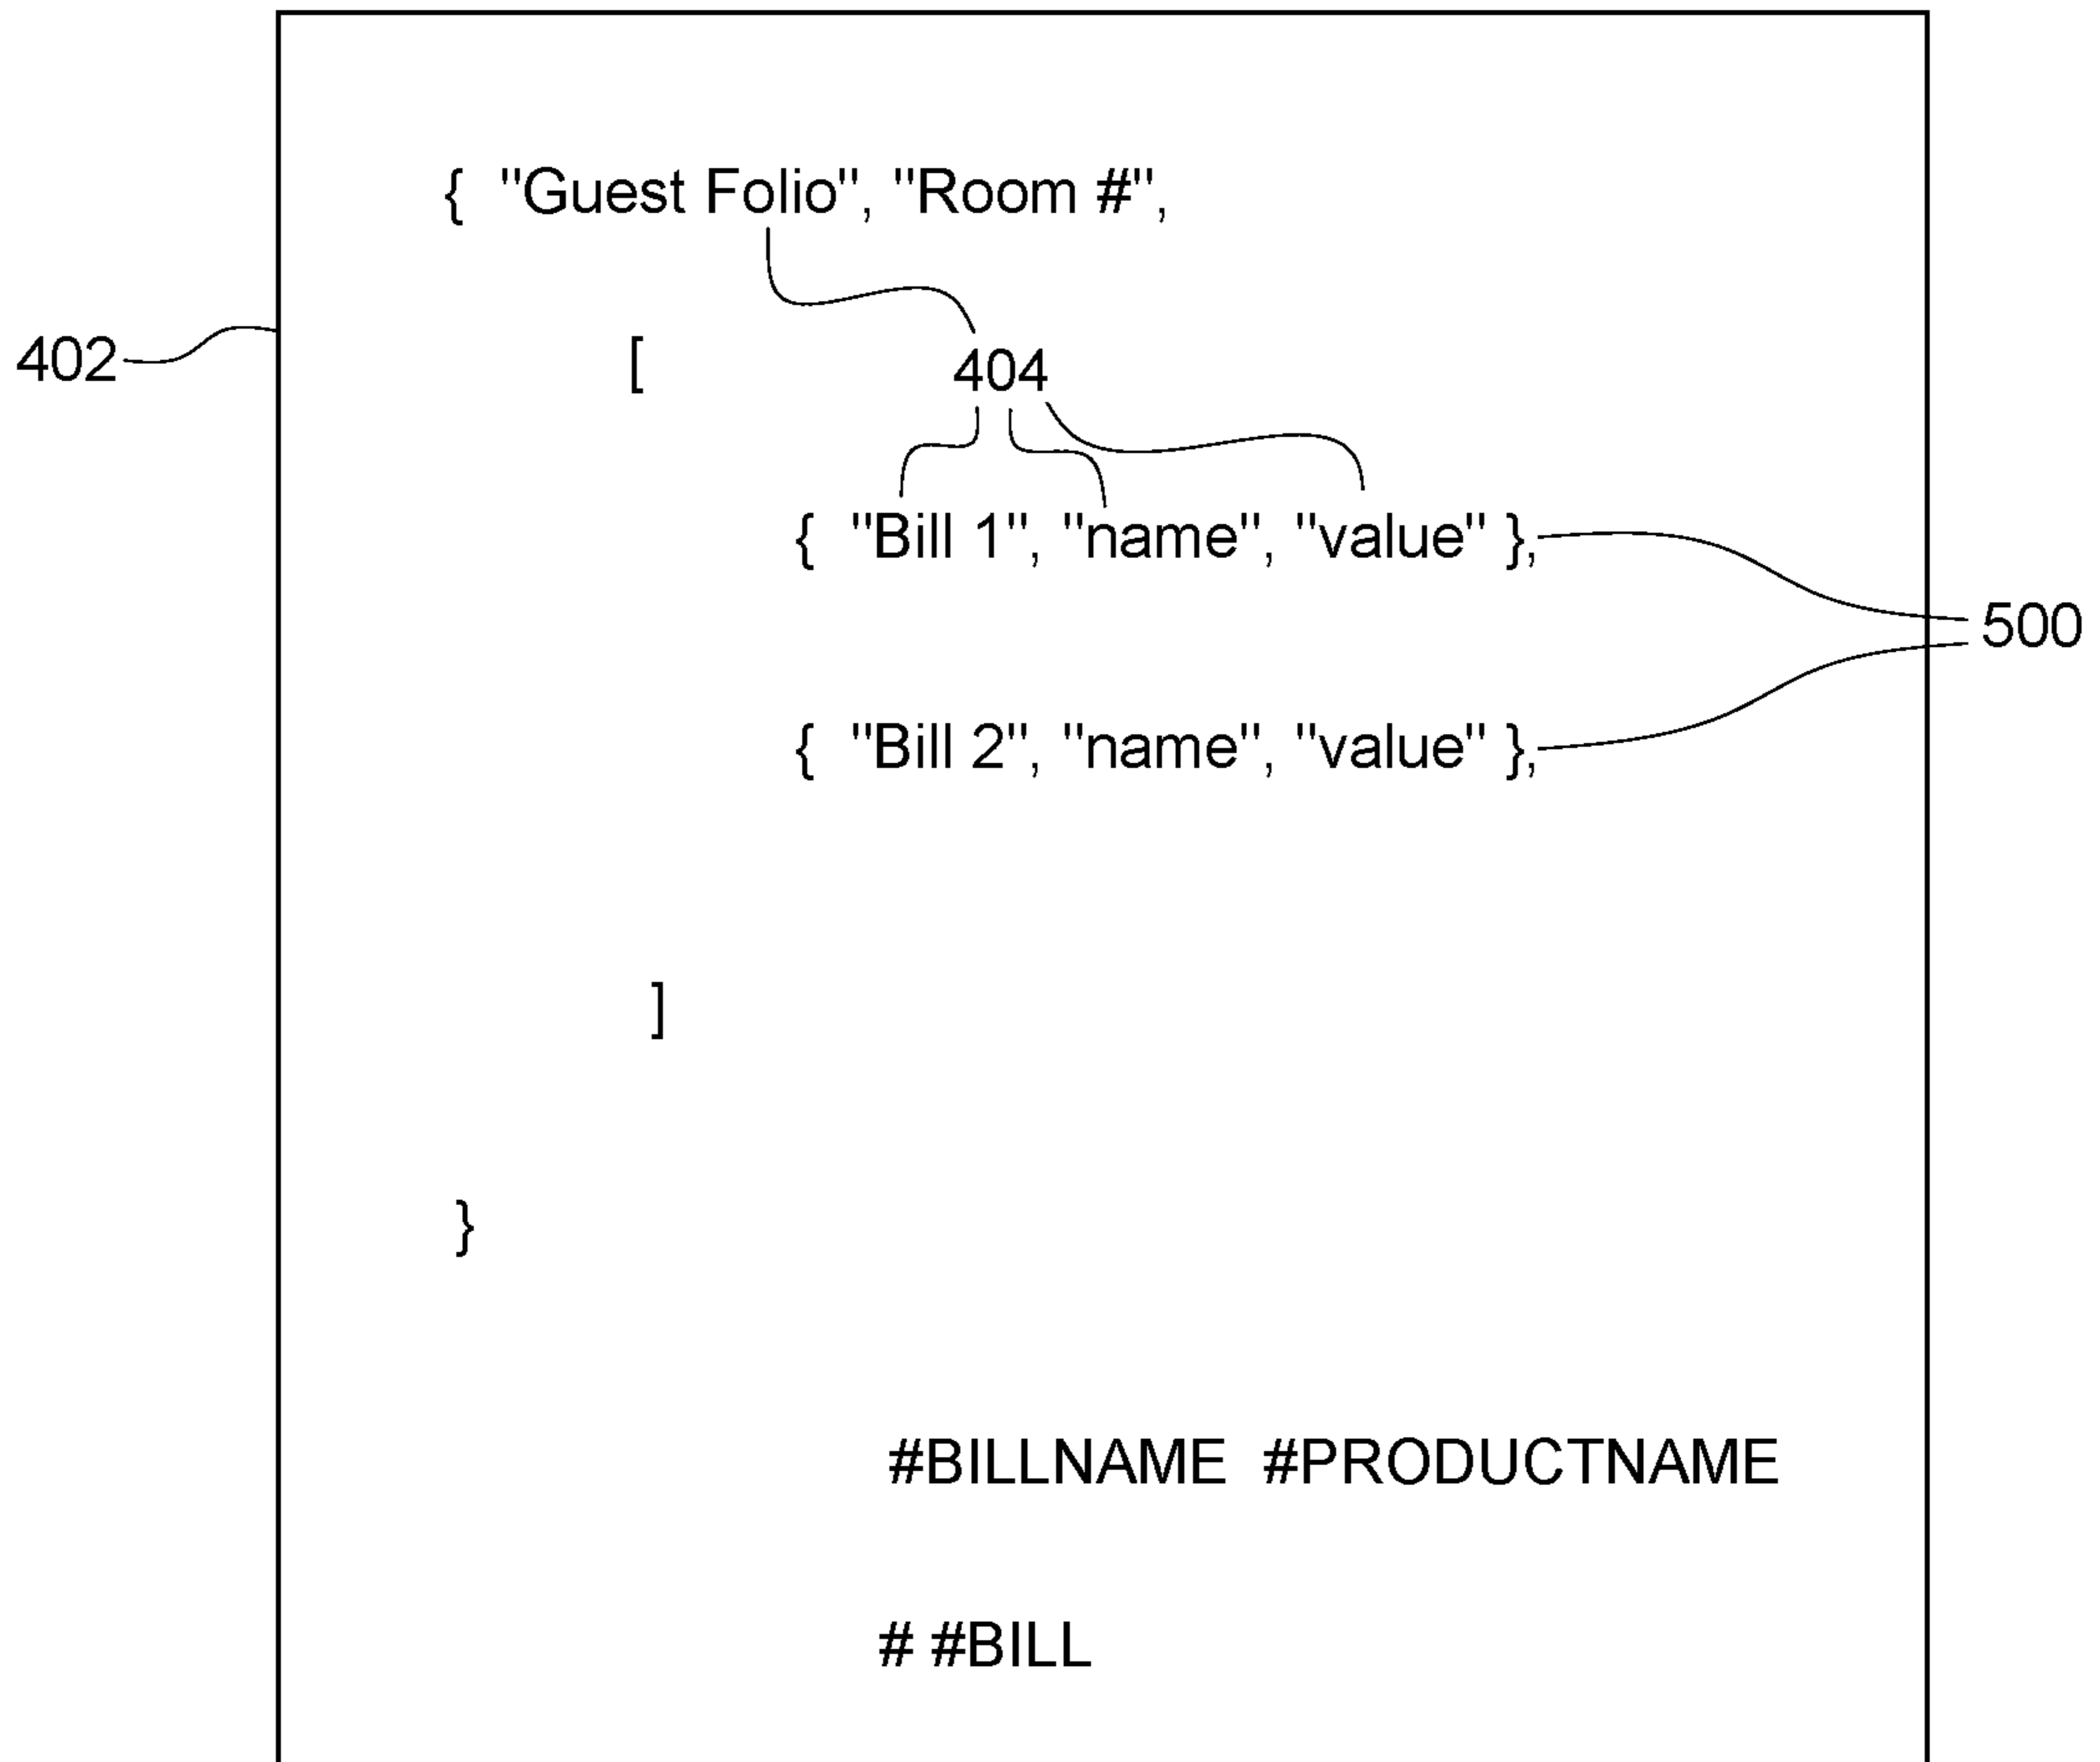 { "Guest Folio", "Room #",
402
[ 404
{ "Bill 1", "name", "value" },
500
{ "Bill 2", "name", "value" },
]
}
#BILLNAME #PRODUCTNAME
# #BILL